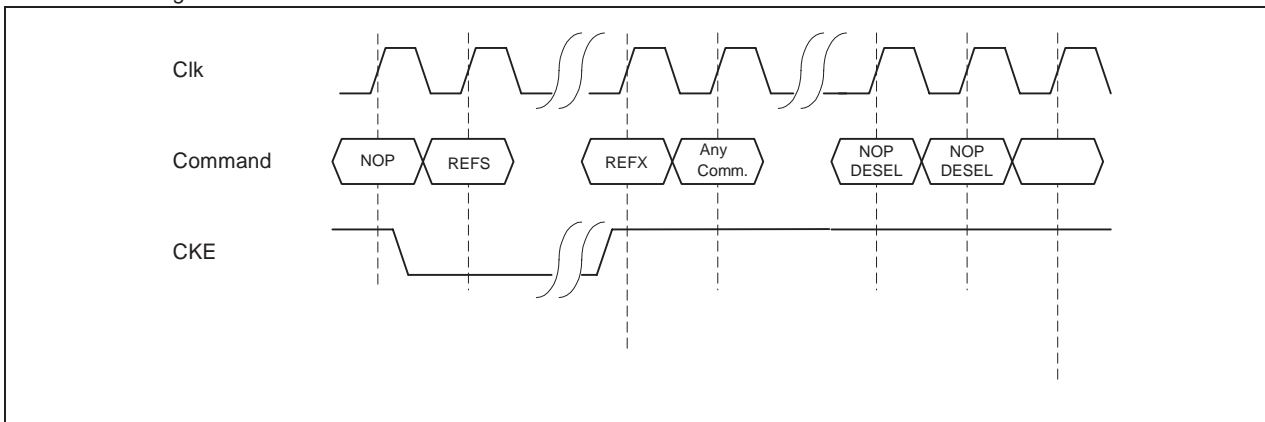 Clk
Command
NOP
REFS
REFX
Any
Comm.
NOP
DESEL
NOP
DESEL
CKE